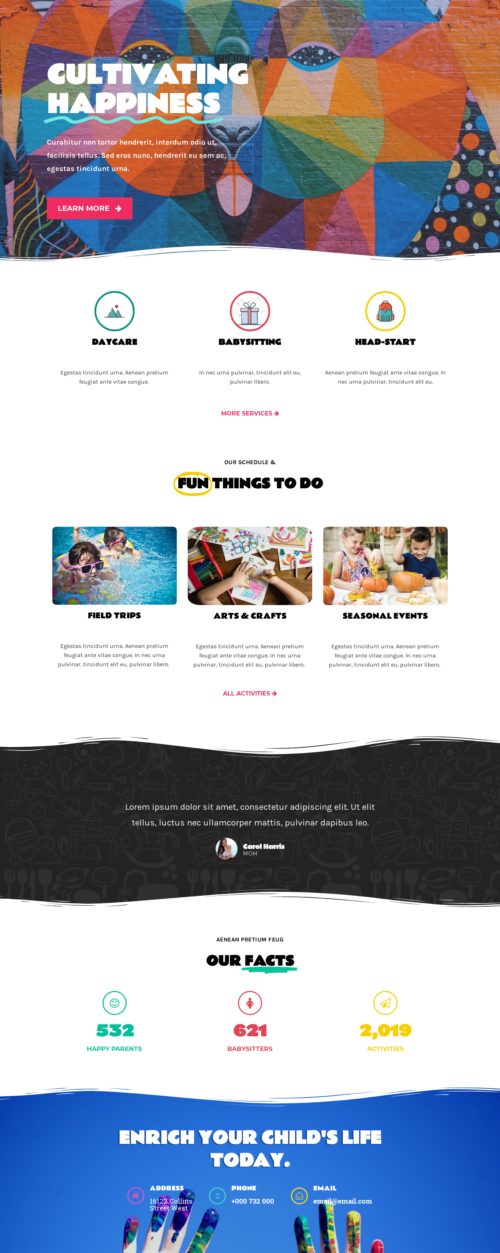 CULTIVATING
HAPPINESS
Curabitur non tortor hendrerit, interdum odio ut,
facilisis tellus. Sed eros nunc, hendrerit eu sem ac,
egestas tincidunt urna.
LEARN MORE
DAYCARE
BABYSITTING
HEAD-START
Egestas tincidunt urna. Aenean pretium
feugiat ante vitae congue.
In nec urna pulvinar, tincidunt elit eu,
pulvinar libero.
Aenean pretium feugiat ante vitae congue. In
nec urna pulvinar, tincidunt elit eu.
MORE SERVICES
OUR SCHEDULE &
FUN THINGS TO DO
FIELD TRIPS
ARTS & CRAFTS
SEASONAL EVENTS
Egestas tincidunt urna. Aenean pretium
feugiat ante vitae congue. In nec urna
pulvinar, tincidunt elit eu, pulvinar libero.
Egestas tincidunt urna. Aenean pretium
feugiat ante vitae congue. In nec urna
pulvinar, tincidunt elit eu, pulvinar libero.
Egestas tincidunt urna. Aenean pretium
feugiat ante vitae congue. In nec urna
pulvinar, tincidunt elit eu, pulvinar libero.
ALL ACTIVITIES
Lorem ipsum dolor sit amet, consectetur adipiscing elit. Ut elit
tellus, luctus nec ullamcorper mattis, pulvinar dapibus leo.
Carol Harris
MOM
AENEAN PRETIUM FEUG
OUR FACTS
532
621
2,019
HAPPY PARENTS
BABYSITTERS
ACTIVITIES
ENRICH YOUR CHILD'S LIFE
TODAY.
ADDRESS
16122 Collins
Street West
PHONE
+000 732 000
EMAIL
email@email.com